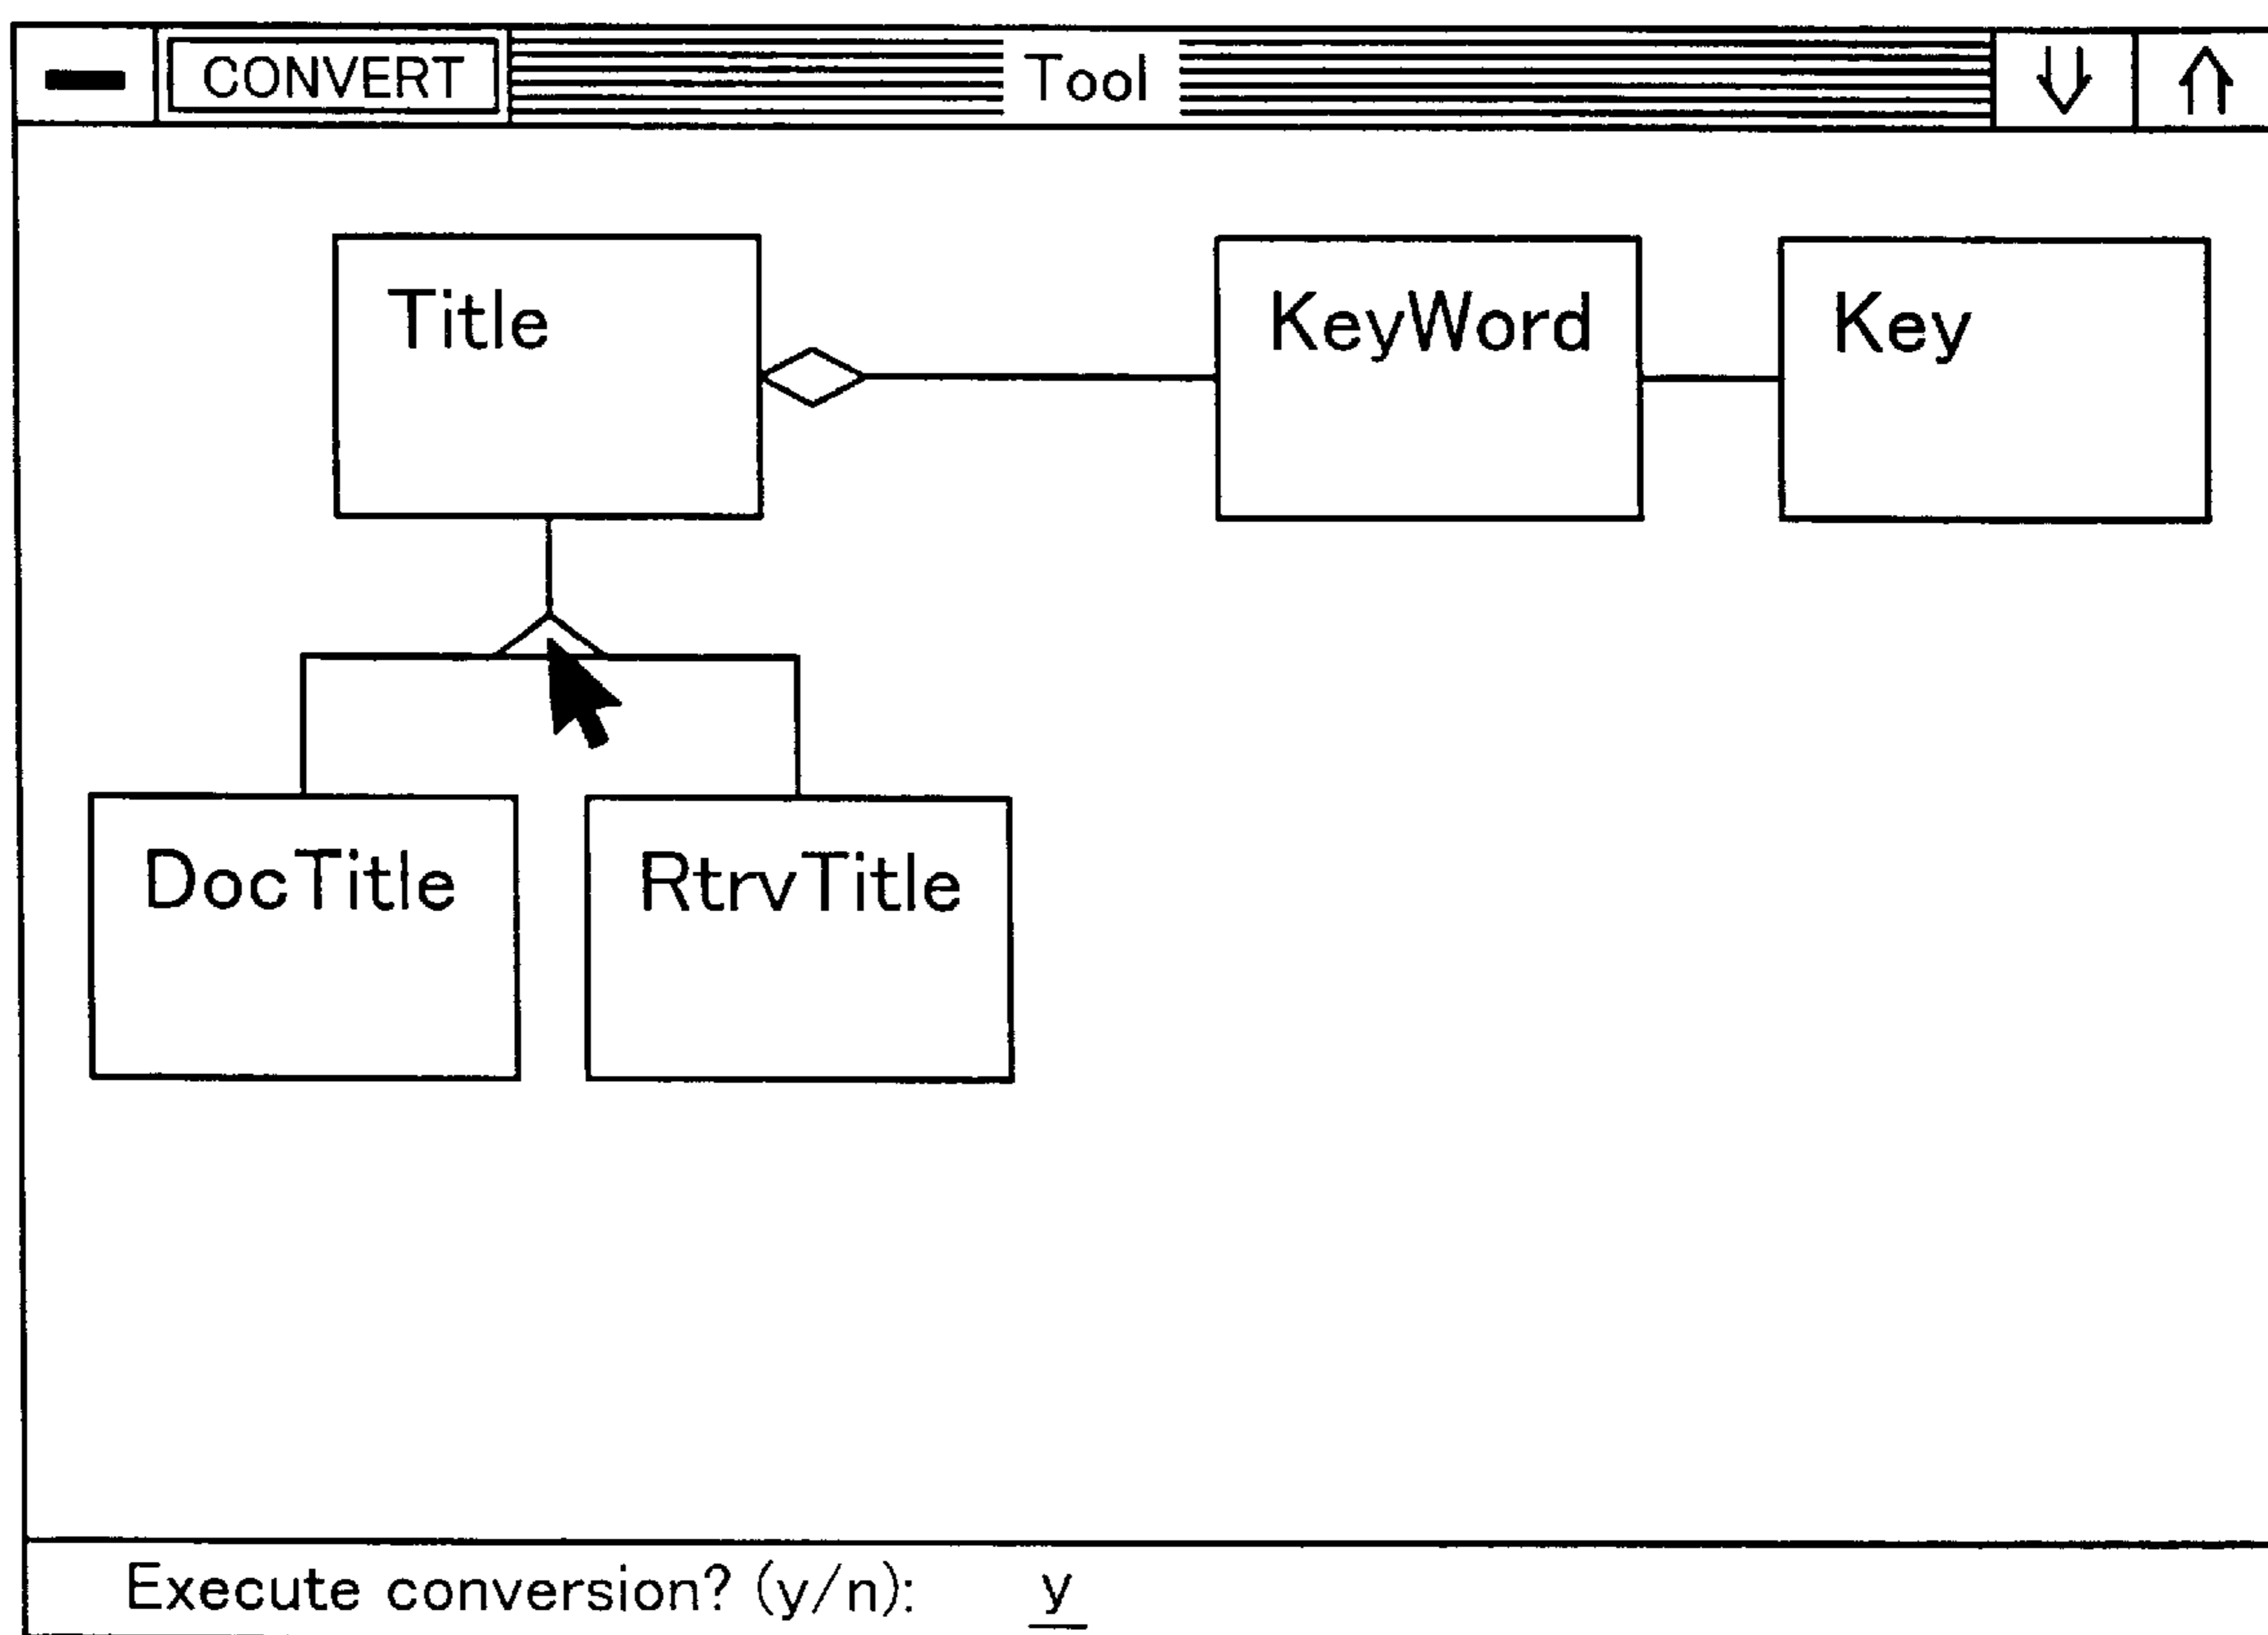 CONVERT Tool
Title KeyWord Key
DocTitle RtrvTitle
Execute conversion? (y/n): y